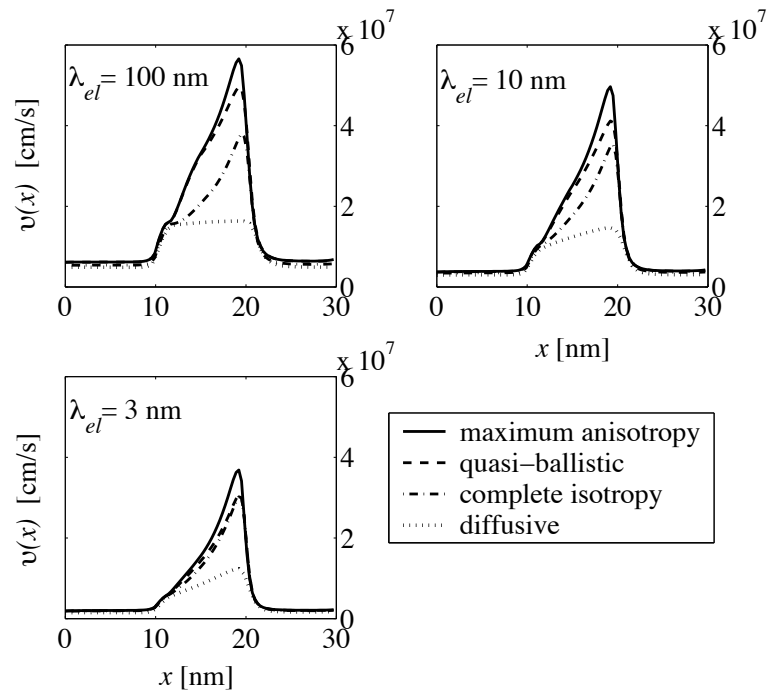 x 10^7
6
4
2
0
λ_el = 100 nm
υ(x) [cm/s]
0 10 20 30
x 10^7
6
4
2
0
λ_el = 10 nm
0 10 20 30
x [nm]
x 10^7
6
4
2
0
λ_el = 3 nm
υ(x) [cm/s]
0 10 20 30
x [nm]
maximum anisotropy
quasi−ballistic
complete isotropy
diffusive